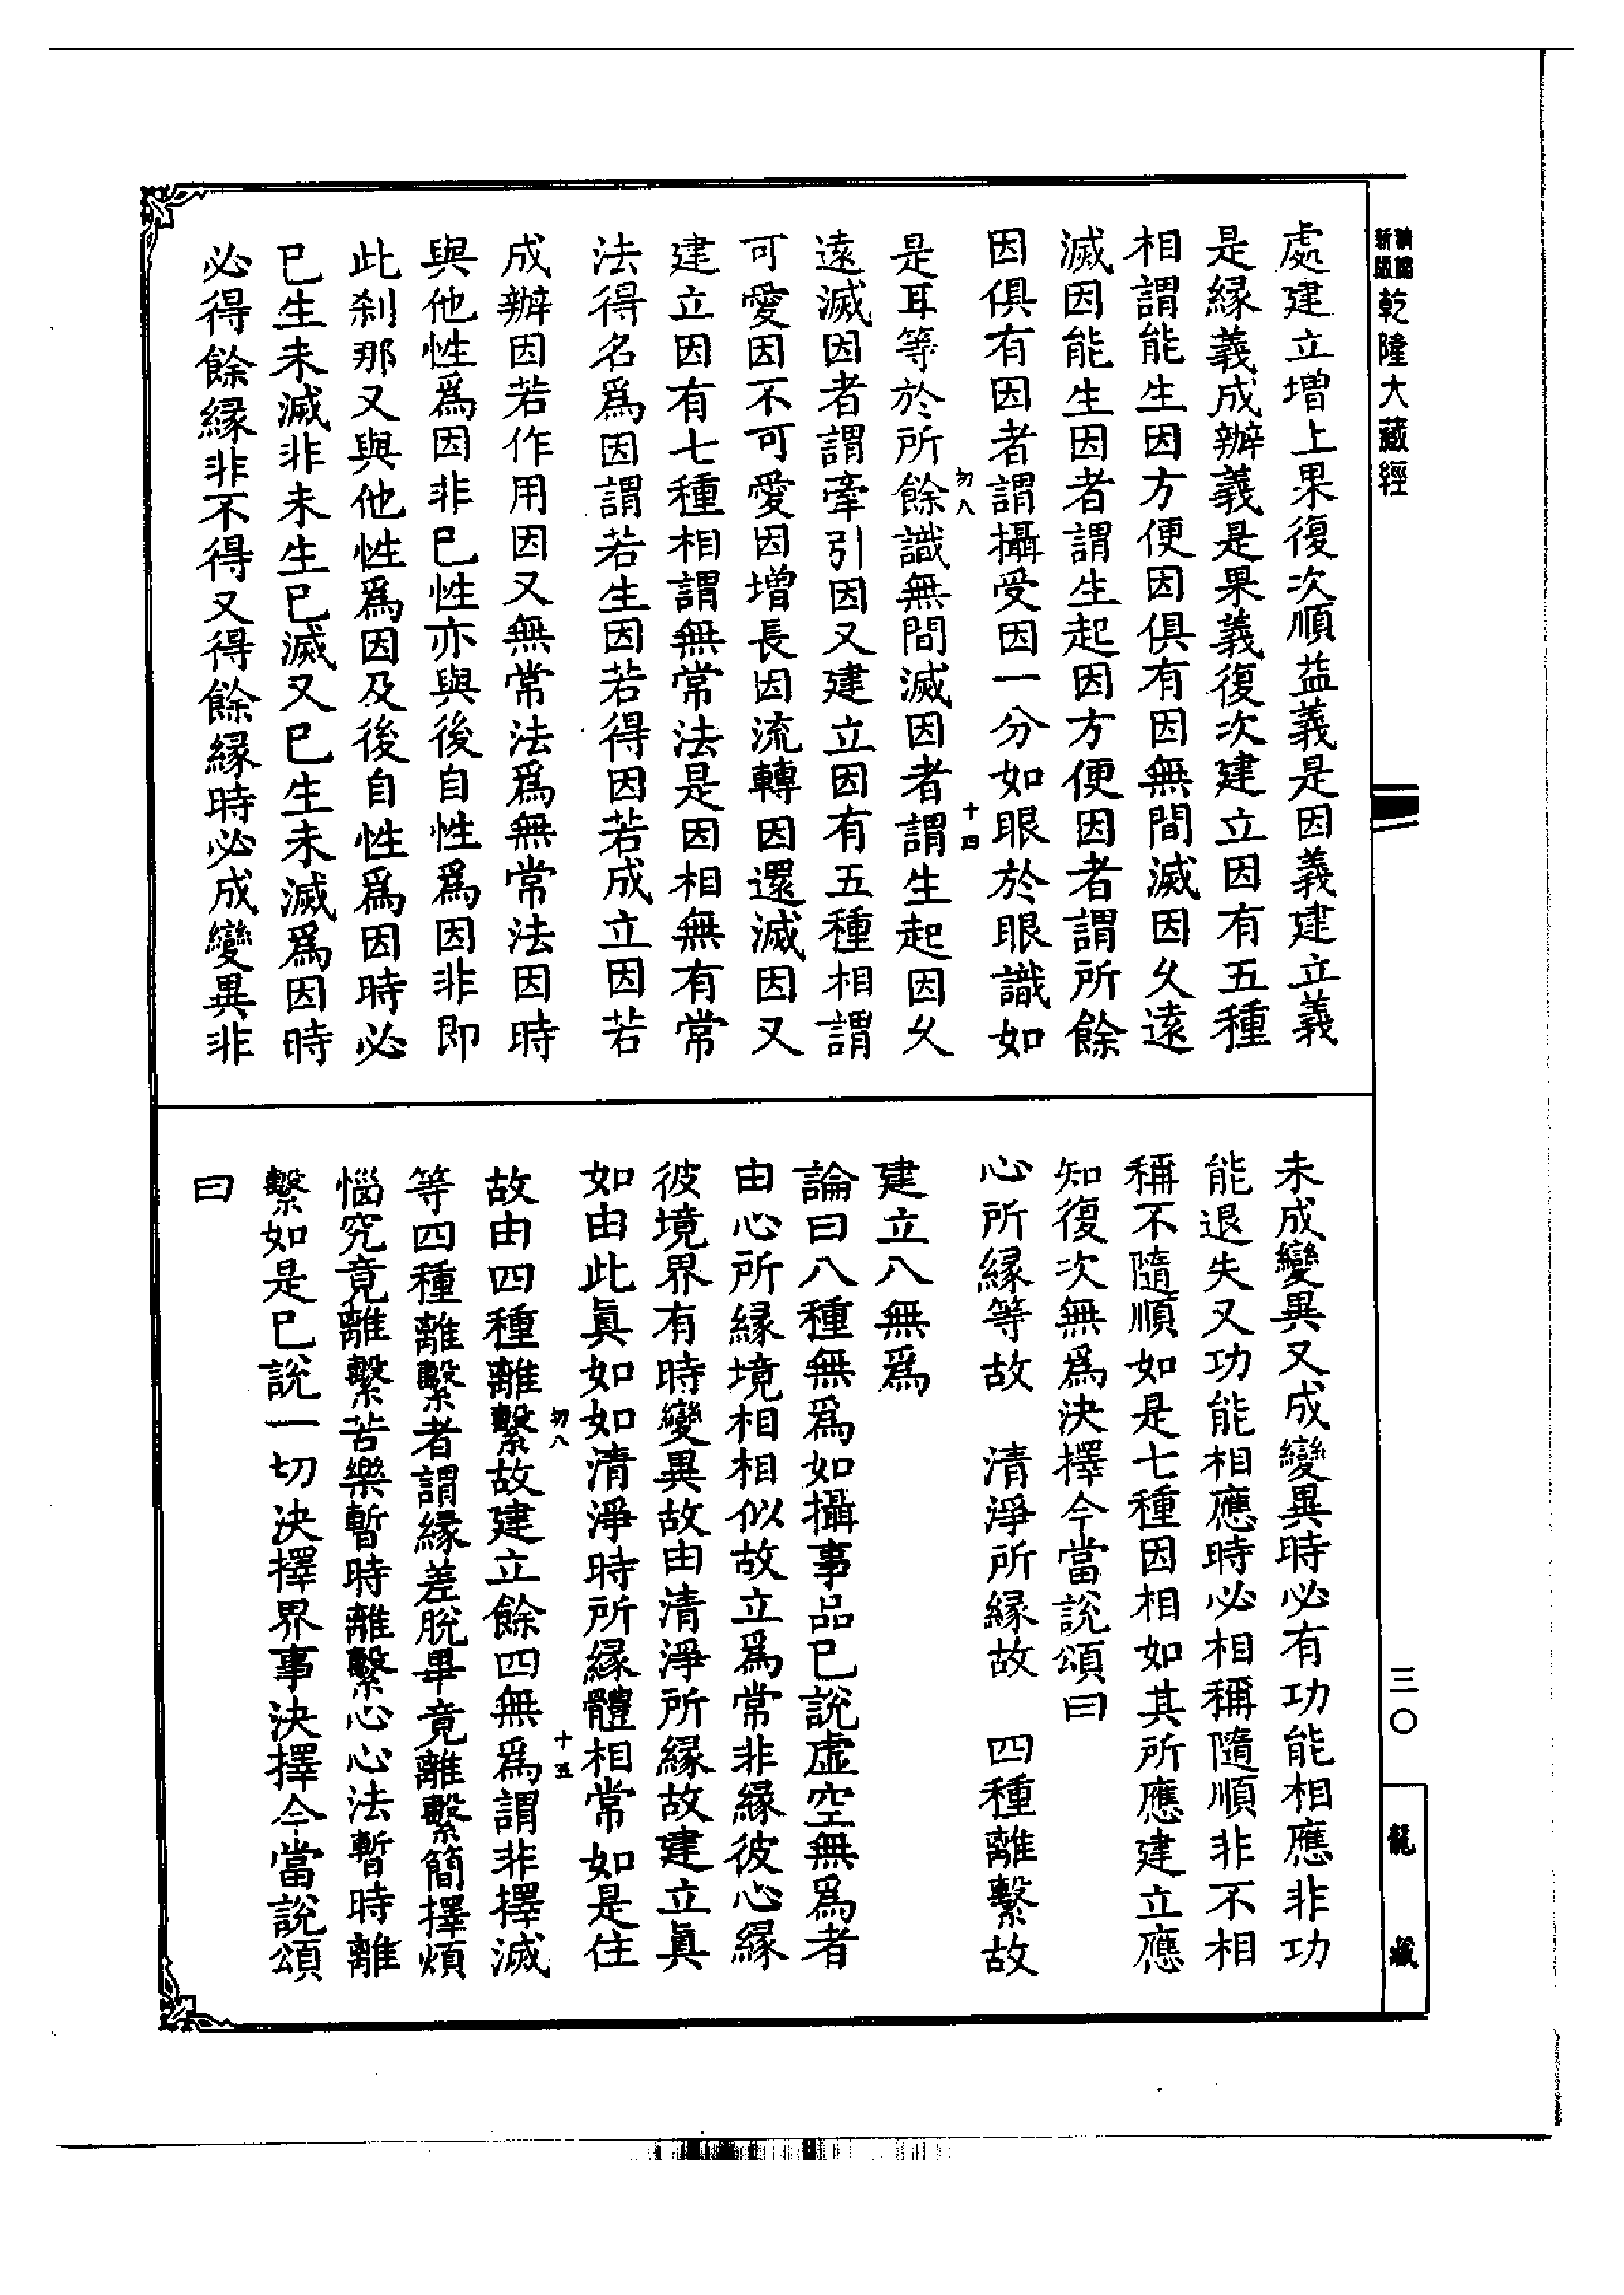 乾隆大藏經
處建立增上果復次順益義是因義建立義
是緣義成辦義是果義復次建立因有五種
相謂能生因方便因俱有因無間滅因久遠
滅因能生因者謂生起因方便因者謂所餘
因俱有因者謂攝受因一分如眼於眼識如
是耳等於所餘識無間滅因者謂生起因久
勿八
十四
遠滅因者謂牽引因又建立因有五種相謂
可愛因不可愛因增長因流轉因還滅因又
建立因有七種相謂無常法是因相無有常
法得名爲因謂若生因若得因若成立因若
成辦因若作用因又無常法爲無常法因時
與他性爲因非巳性亦與後自性爲因非即
此刹那又與他性爲因及後自性爲因時必
巳生未滅非未生巳滅又巳生未滅爲因時
必得餘緣非不得又得餘緣時必成變異非
未成變異又成變異時必有功能相應非功
能退失又功能相應時必相稱隨順非不相
稱不隨順如是七種因相如其所應建立應
知復次無爲決擇今當說頌曰
心所緣等故　清淨所緣故　四種離繫故
建立八無爲
論曰八種無爲如攝事品已說虛空無爲者
由心所緣境相相似故立爲常非緣彼心緣
彼境界有時變異故由清淨所緣故建立眞
如由此眞如如清淨時所緣體相常如是住
勿八
十五
故由四種離繫故建立餘四無爲謂非擇滅
等四種離繫者謂緣差脫畢竟離繫簡擇煩
惱究竟離繫苦樂暫時離繫心心法暫時離
繫如是巳說一切決擇界事決擇今當說頌
曰
三〇
龍藏